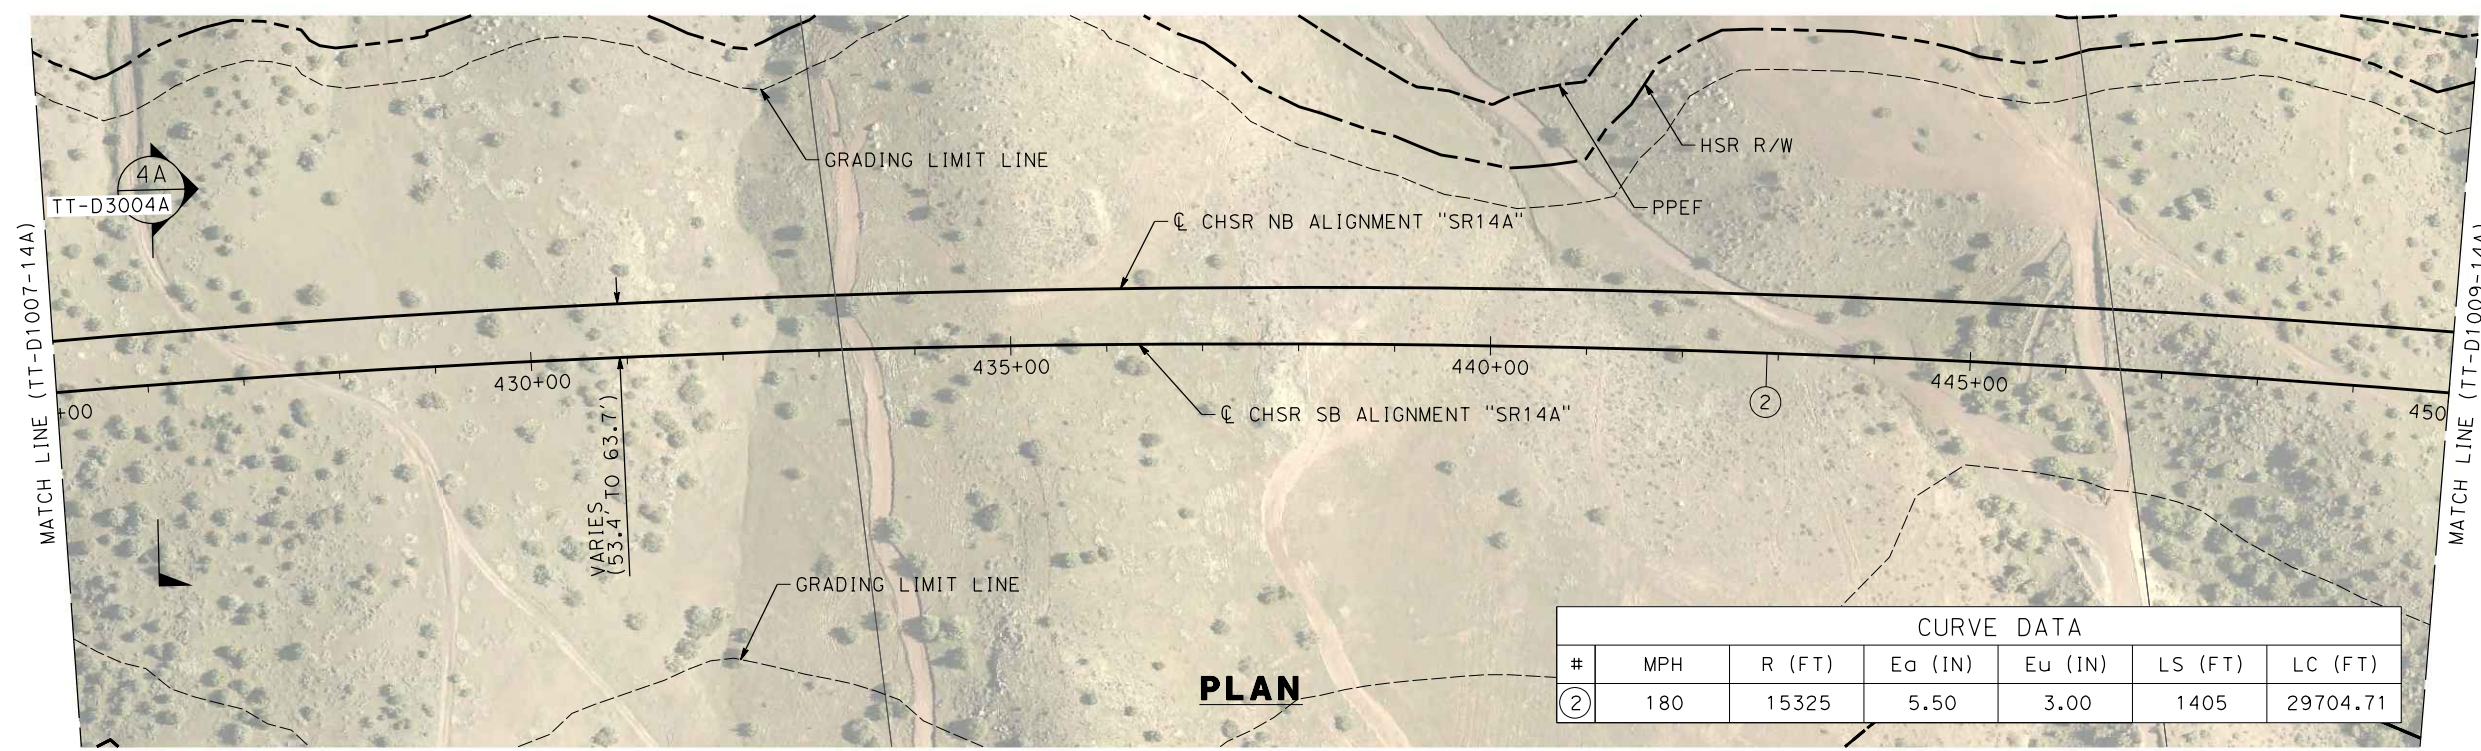 GRADING LIMIT LINE
HSR R/W
4A
TT-D3004A
PPEF
℄ CHSR NB ALIGNMENT "SR14A"
MATCH LINE (TT-D1007-14A)
MATCH LINE (TT-D1009-14A)
430+00
435+00
440+00
445+00
+00
450
2
℄ CHSR SB ALIGNMENT "SR14A"
VARIES
(53.4' TO 63.7')
GRADING LIMIT LINE
PLAN
CURVE DATA
# MPH R (FT) Ea (IN) Eu (IN) LS (FT) LC (FT)
2 180 15325 5.50 3.00 1405 29704.71